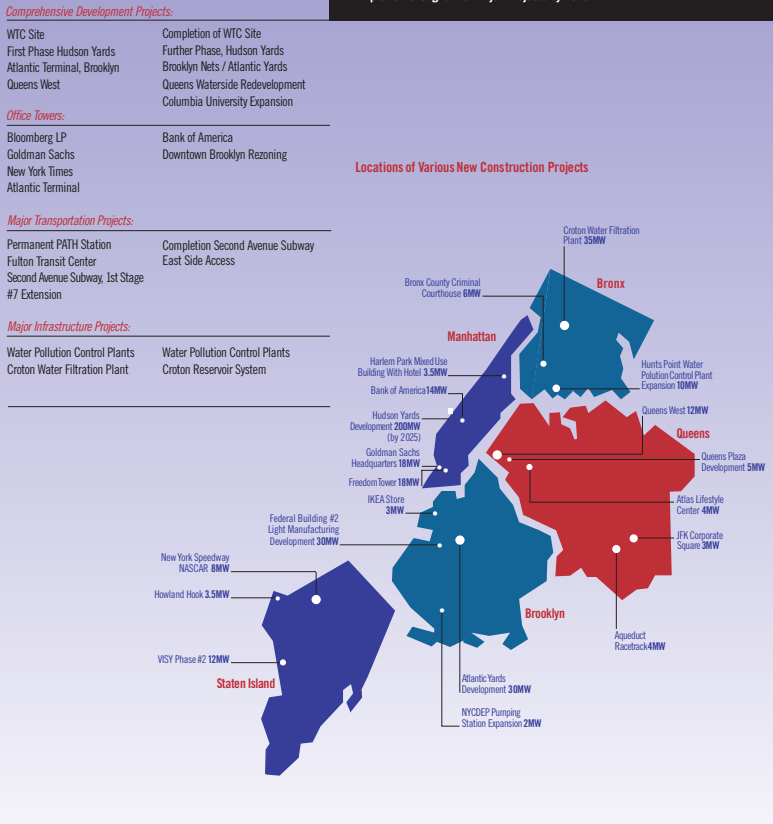 Comprehensive Development Projects:
WTC Site
First Phase Hudson Yards
Atlantic Terminal, Brooklyn
Queens West
Completion of WTC Site
Further Phase, Hudson Yards
Brooklyn Nets / Atlantic Yards
Queens Waterside Redevelopment
Columbia University Expansion
Office Towers:
Bloomberg LP
Goldman Sachs
New York Times
Atlantic Terminal
Bank of America
Downtown Brooklyn Rezoning
Major Transportation Projects:
Permanent PATH Station
Fulton Transit Center
Second Avenue Subway, 1st Stage
#7 Extension
Completion Second Avenue Subway
East Side Access
Major Infrastructure Projects:
Water Pollution Control Plants
Croton Water Filtration Plant
Water Pollution Control Plants
Croton Reservoir System
Locations of Various New Construction Projects
Croton Water Filtration
Plant 35MW
Bronx County Criminal
Courthouse 6MW
Bronx
Manhattan
Harlem Park Mixed Use
Building With Hotel 3.5MW
Bank of America 14MW
Hudson Yards
Development 200MW
(by 2025)
Goldman Sachs
Headquarters 18MW
Freedom Tower 18MW
Hunts Point Water
Polution Control Plant
Expansion 10MW
Queens West 12MW
Queens
Queens Plaza
Development 5MW
Atlas Lifestyle
Center 4MW
JFK Corporate
Square 3MW
Aqueduct
Racetrack 4MW
IKEA Store
3MW
Federal Building #2
Light Manufacturing
Development 30MW
Brooklyn
Atlantic Yards
Development 30MW
NYCDEP Pumping
Station Expansion 2MW
New York Speedway
NASCAR 8MW
Howland Hook 3.5MW
VISY Phase #2 12MW
Staten Island